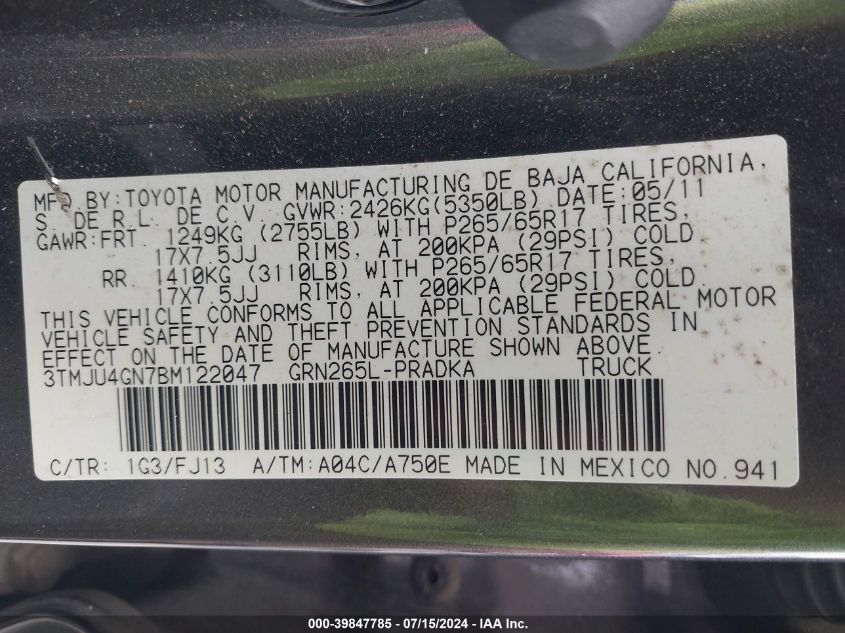 MFD BY:TOYOTA MOTOR MANUFACTURING DE BAJA CALIFORNIA,
S. DE R.L. DE C.V. GVWR:2426KG(5350LB) DATE:05/11
GAWR:FRT. 1249KG (2755LB) WITH P265/65R17 TIRES,
17X7.5JJ RIMS, AT 200KPA (29PSI) COLD
RR. 1410KG (3110LB) WITH P265/65R17 TIRES,
17X7.5JJ RIMS, AT 200KPA (29PSI) COLD.
THIS VEHICLE CONFORMS TO ALL APPLICABLE FEDERAL MOTOR
VEHICLE SAFETY AND THEFT PREVENTION STANDARDS IN
EFFECT ON THE DATE OF MANUFACTURE SHOWN ABOVE.
3TMJU4GN7BM122047 GRN265L-PRADKA TRUCK
C/TR: 1G3/FJ13 A/TM:A04C/A750E MADE IN MEXICO NO.941
000-39847785 - 07/15/2024 - IAA Inc.